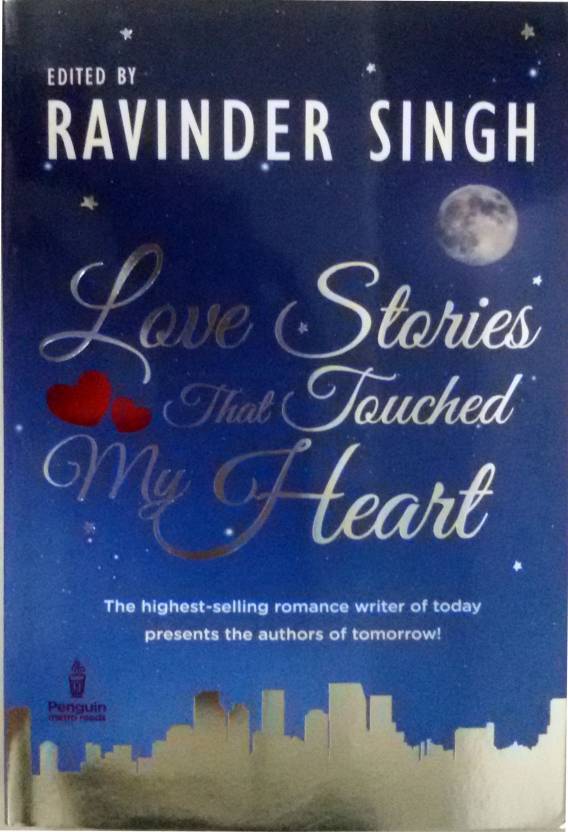 EDITED BY
RAVINDER SINGH
Love Stories
That Touched
My Heart
The highest-selling romance writer of today
presents the authors of tomorrow!
Penguin
metro reads